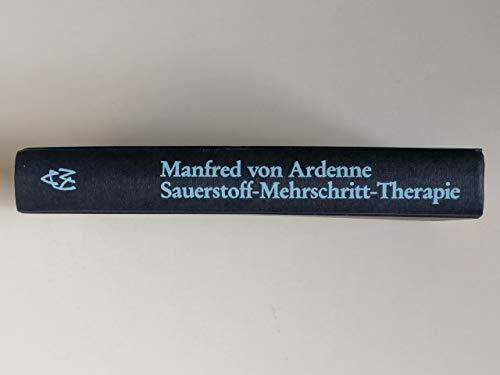 Manfred von Ardenne
Sauerstoff-Mehrschritt-Therapie